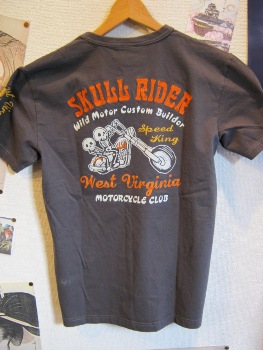 SKULL RIDER
Wild Motor Custom Builder
Speed
King
West Virginia
MOTORCYCLE CLUB